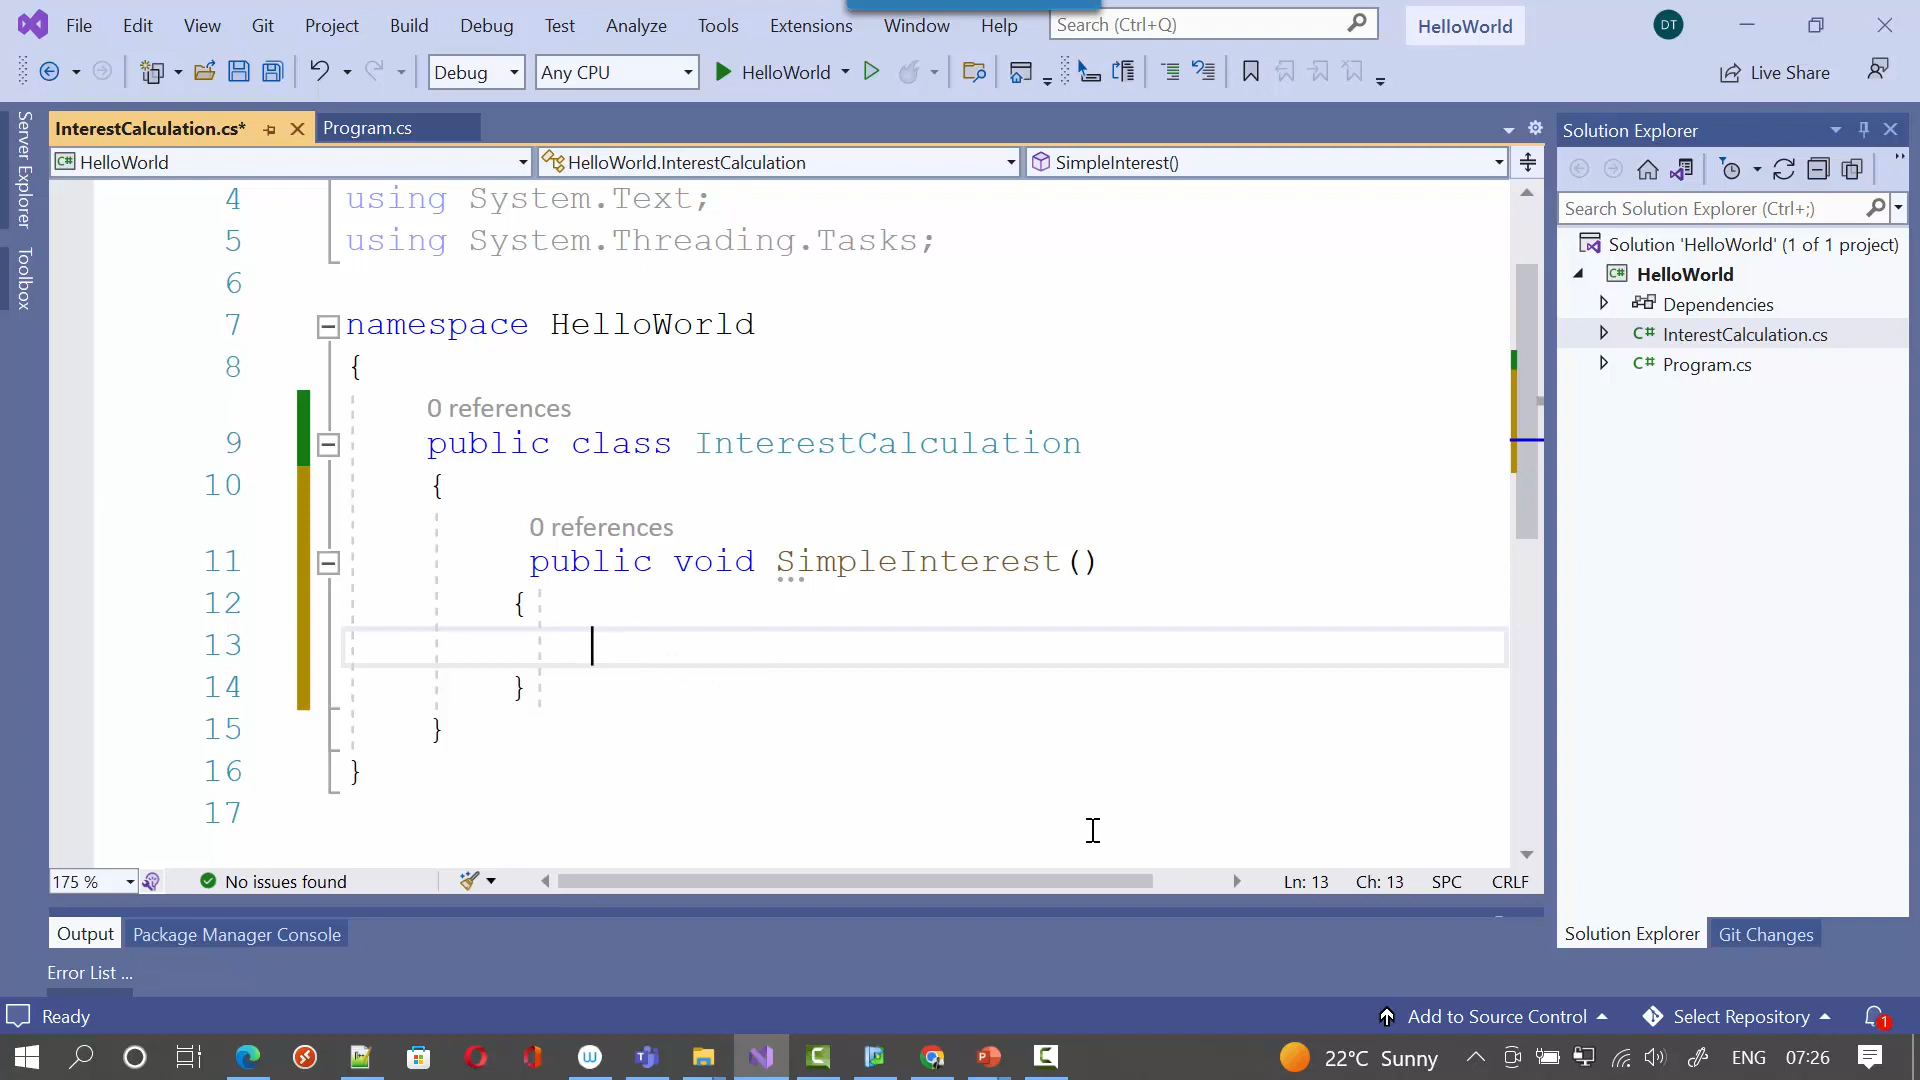 File Edit View Git Project Build Debug Test Analyze Tools Extensions Window Help Search (Ctrl+Q) HelloWorld DT
Debug Any CPU HelloWorld Live Share
InterestCalculation.cs* Program.cs
HelloWorld HelloWorld.InterestCalculation SimpleInterest()
Server Explorer
Toolbox
4 using System.Text;
5 using System.Threading.Tasks;
6
7 namespace HelloWorld
8 {
0 references
9 public class InterestCalculation
10 {
0 references
11 public void SimpleInterest()
12 {
13
14 }
15 }
16 }
17
175 % No issues found Ln: 13 Ch: 13 SPC CRLF
Solution Explorer
Search Solution Explorer (Ctrl+;)
Solution 'HelloWorld' (1 of 1 project)
C# HelloWorld
Dependencies
C# InterestCalculation.cs
C# Program.cs
Solution Explorer Git Changes
Output Package Manager Console
Error List ...
Ready Add to Source Control Select Repository 1
22°C Sunny ENG 07:26